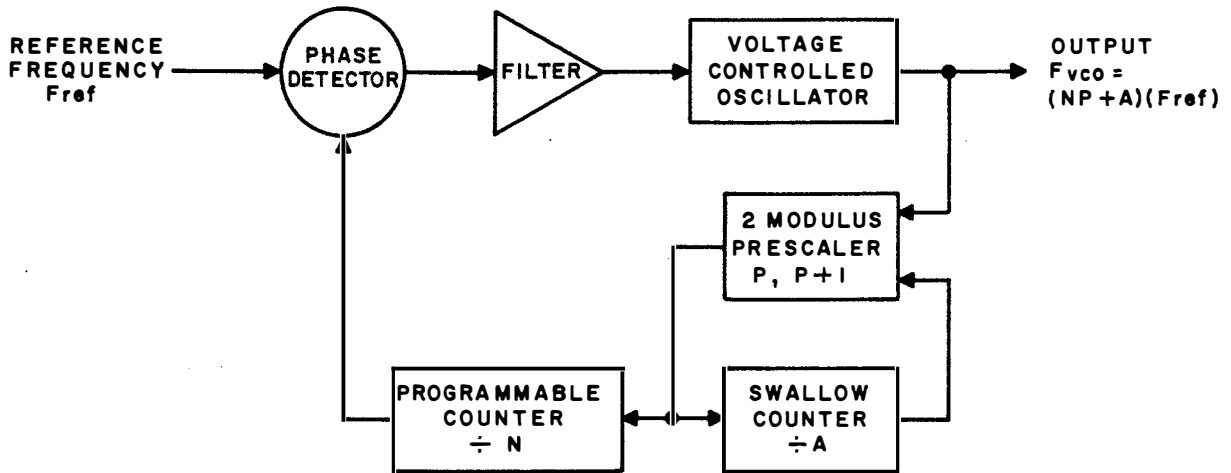 REFERENCE
FREQUENCY
Fref
PHASE
DETECTOR
FILTER
VOLTAGE
CONTROLLED
OSCILLATOR
OUTPUT
Fvco =
(NP+A)(Fref)
2 MODULUS
PRESCALER
P, P+1
PROGRAMMABLE
COUNTER
÷ N
SWALLOW
COUNTER
÷A